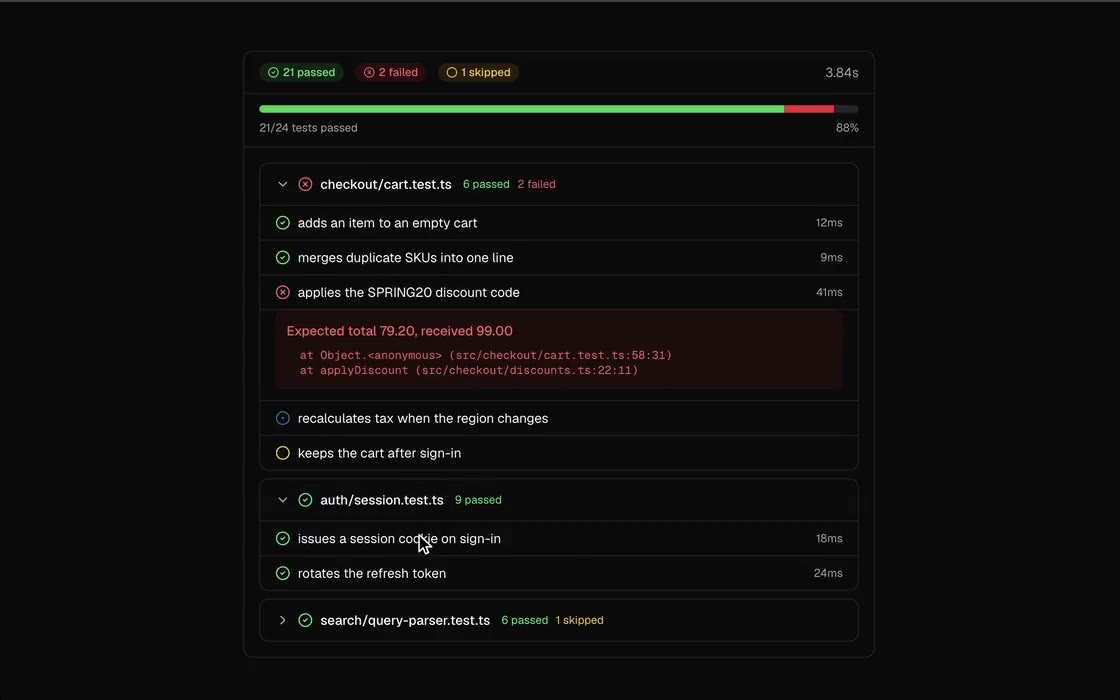 21 passed 2 failed 1 skipped 3.84s
21/24 tests passed 88%
checkout/cart.test.ts 6 passed 2 failed
adds an item to an empty cart 12ms
merges duplicate SKUs into one line 9ms
applies the SPRING20 discount code 41ms
Expected total 79.20, received 99.00
at Object.<anonymous> (src/checkout/cart.test.ts:58:31)
at applyDiscount (src/checkout/discounts.ts:22:11)
recalculates tax when the region changes
keeps the cart after sign-in
auth/session.test.ts 9 passed
issues a session cookie on sign-in 18ms
rotates the refresh token 24ms
search/query-parser.test.ts 6 passed 1 skipped